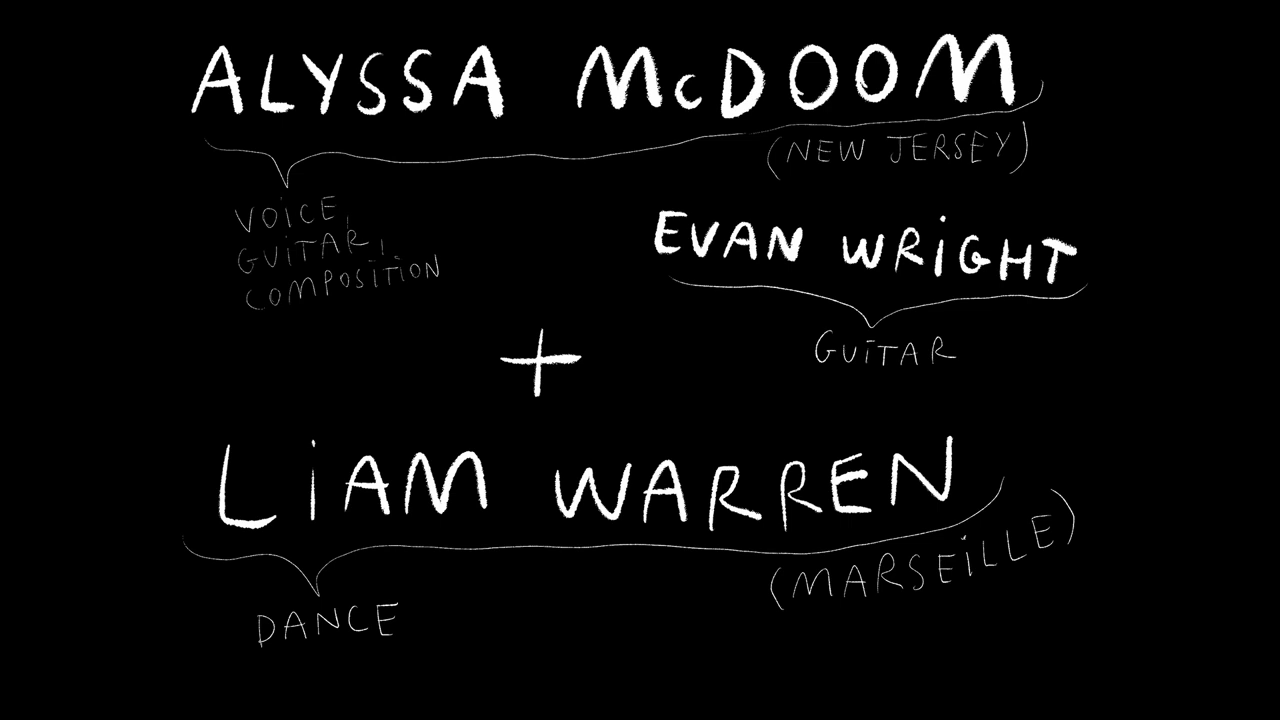 ALYSSA McDOOM
(NEW JERSEY)
VOiCE
GUiTAR
COMPOSiTiON
EVAN WRiGHT
GUiTAR
+
LiAM WARREN
(MARSEiLLE)
DANCE